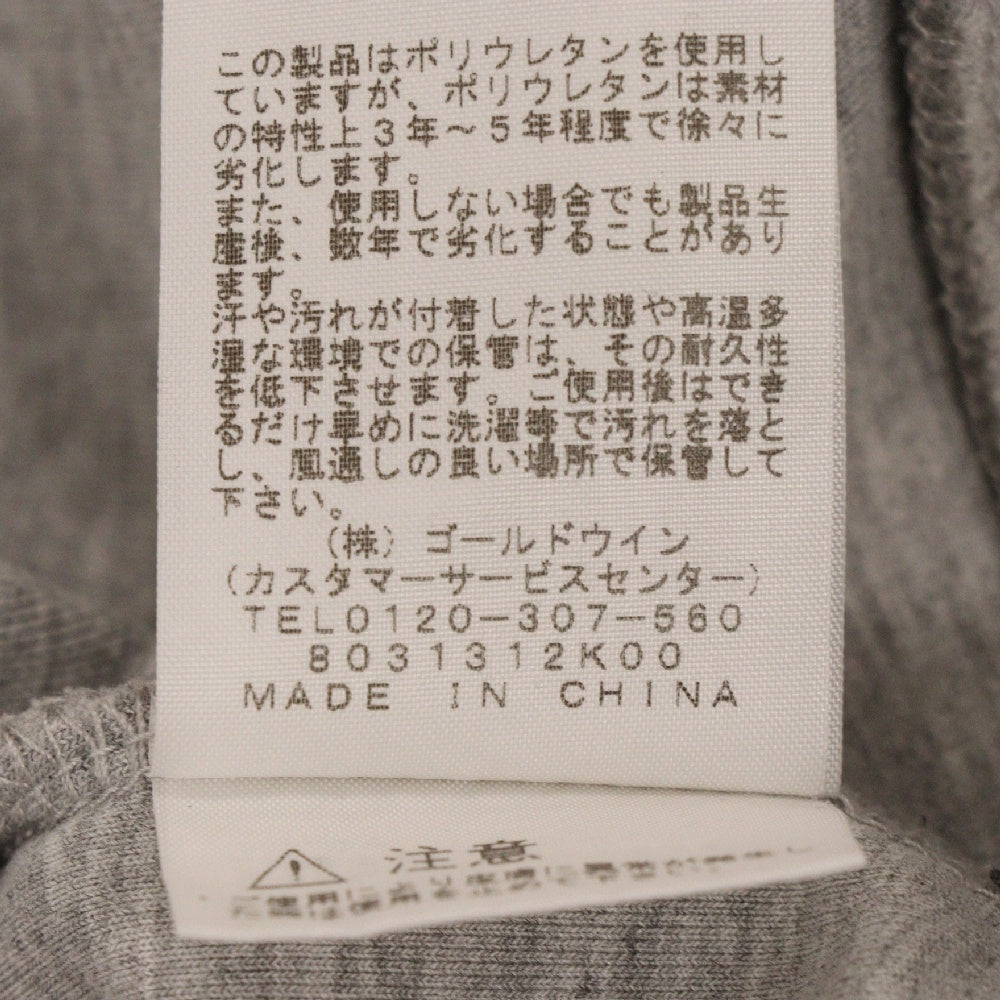 この製品はポリウレタンを使用し
ていますが、ポリウレタンは素材
の特性上3年～5年程度で徐々に
劣化します。
また、使用しない場合でも製品生
産後、数年で劣化することがあり
ます。
汗や汚れが付着した状態や高温多
湿な環境での保管は、その耐久性
を低下させます。ご使用後はできる
るだけ早めに洗濯等で汚れを落と
し、風通しの良い場所で保管して
下さい。
（株）ゴールドウイン
（カスタマーサービスセンター）
TEL0120-307-560
8031312K00
MADE IN CHINA
注意